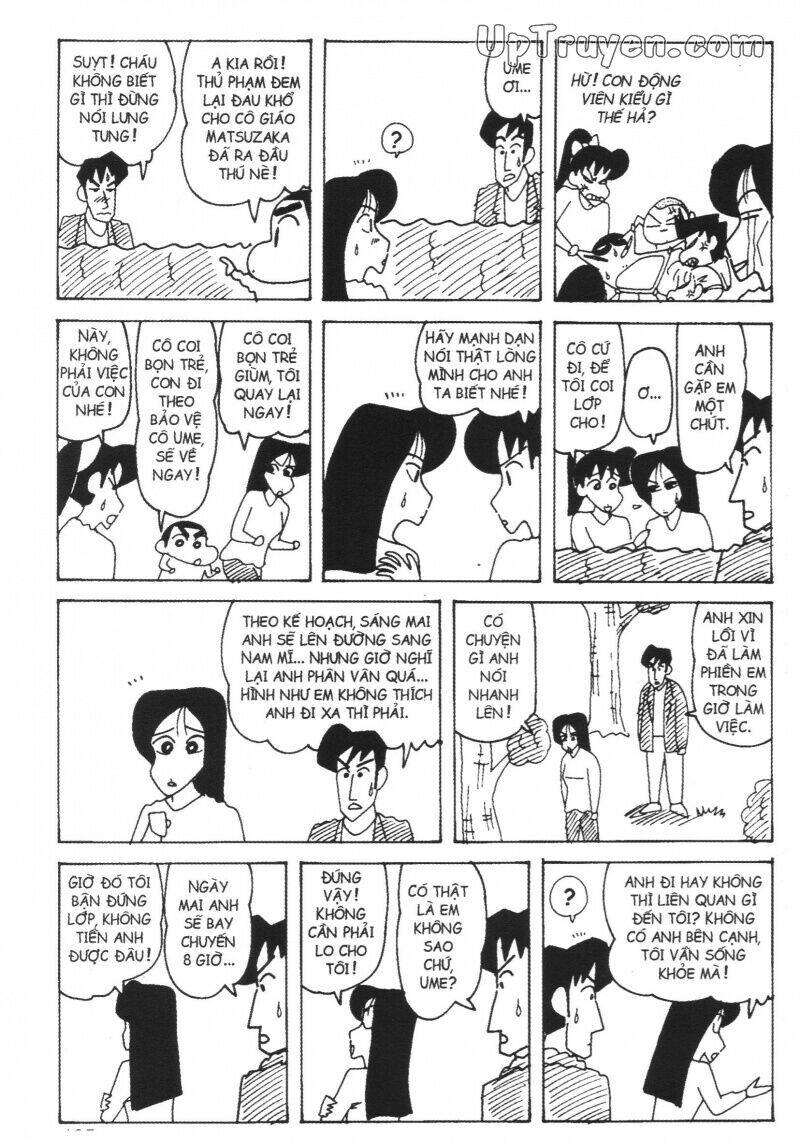 UpTruyen.com
HỪ! CON ĐỘNG
VIÊN KIỂU GÌ
THẾ HẢ?
UME
ƠI...
?
A KIA RỒI!
THỦ PHẠM ĐEM
LẠI ĐAU KHỔ
CHO CÔ GIÁO
MATSUZAKA
ĐÃ RA ĐẦU
THÚ NÈ!
SUYT! CHÁU
KHÔNG BIẾT
GÌ THÌ ĐỪNG
NÓI LUNG
TUNG!
ANH
CẦN
GẶP EM
MỘT
CHÚT.
Ơ...
CÔ CỨ
ĐI, ĐỂ
TÔI COI
LỚP
CHO!
HÃY MẠNH DẠN
NÓI THẬT LÒNG
MÌNH CHO ANH
TA BIẾT NHÉ!
CÔ COI
BỌN TRẺ
GIÙM, TÔI
QUAY LẠI
NGAY!
CÔ COI
BỌN TRẺ,
CON ĐI
THEO
BẢO VỆ
CÔ UME,
SẼ VỀ
NGAY!
NÀY,
KHÔNG
PHẢI VIỆC
CỦA CON
NHÉ!
ANH XIN
LỖI VÌ
ĐÃ LÀM
PHIỀN EM
TRONG
GIỜ LÀM
VIỆC.
CÓ
CHUYỆN
GÌ ANH
NÓI
NHANH
LÊN!
THEO KẾ HOẠCH, SÁNG MAI
ANH SẼ LÊN ĐƯỜNG SANG
NAM MĨ... NHƯNG GIỜ NGHĨ
LẠI ANH PHÂN VÂN QUÁ...
HÌNH NHƯ EM KHÔNG THÍCH
ANH ĐI XA THÌ PHẢI.
ANH ĐI HAY KHÔNG
THÌ LIÊN QUAN GÌ
ĐẾN TÔI? KHÔNG
CÓ ANH BÊN CẠNH,
TÔI VẪN SỐNG
KHỎE MÀ!
?
CÓ THẬT
LÀ EM
KHÔNG
SAO
CHỨ,
UME?
ĐÚNG
VẬY!
KHÔNG
CẦN PHẢI
LO CHO
TÔI!
NGÀY
MAI ANH
SẼ BAY
CHUYẾN
8 GIỜ...
GIỜ ĐÓ TÔI
BẬN ĐỨNG
LỚP, KHÔNG
TIỄN ANH
ĐƯỢC ĐÂU!